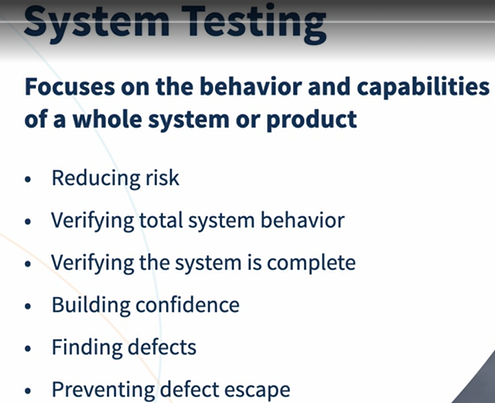 System Testing
Focuses on the behavior and capabilities
of a whole system or product
• Reducing risk
• Verifying total system behavior
• Verifying the system is complete
• Building confidence
• Finding defects
• Preventing defect escape